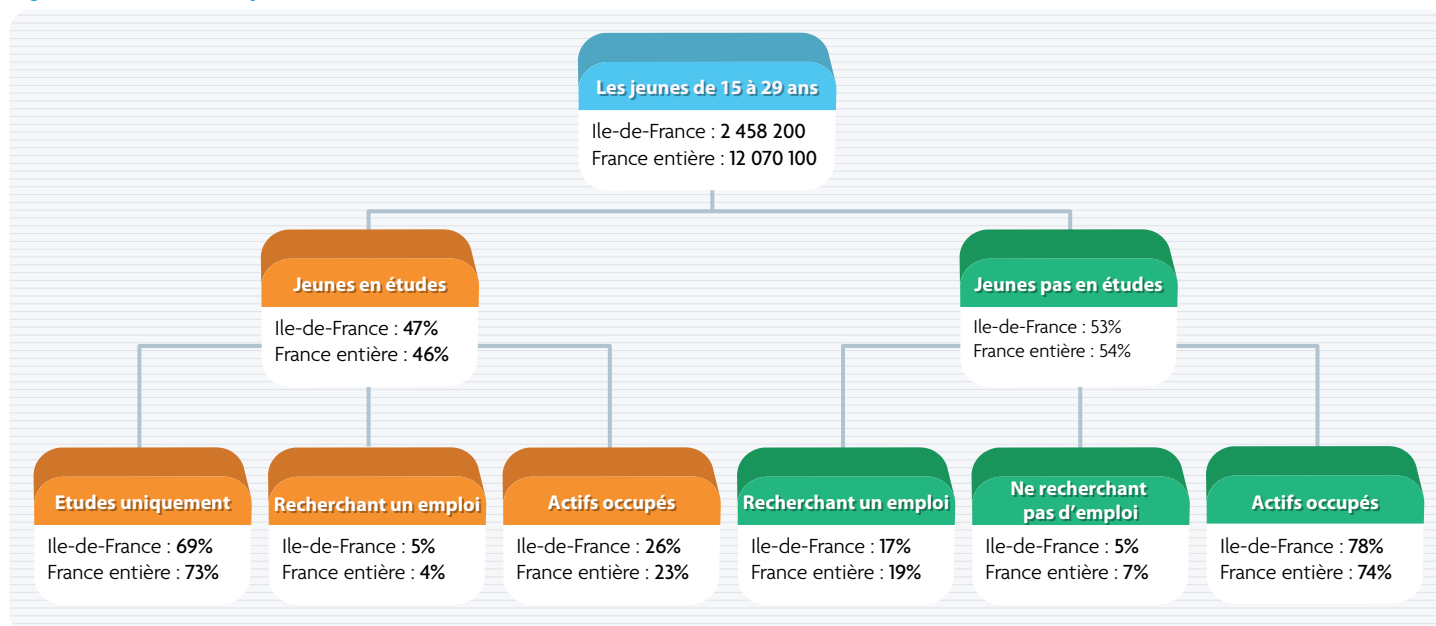 Les jeunes de 15 à 29 ans
Ile-de-France : 2 458 200
France entière : 12 070 100
Jeunes en études
Ile-de-France : 47%
France entière : 46%
Jeunes pas en études
Ile-de-France : 53%
France entière : 54%
Etudes uniquement
Ile-de-France : 69%
France entière : 73%
Recherchant un emploi
Ile-de-France : 5%
France entière : 4%
Actifs occupés
Ile-de-France : 26%
France entière : 23%
Recherchant un emploi
Ile-de-France : 17%
France entière : 19%
Ne recherchant
pas d'emploi
Ile-de-France : 5%
France entière : 7%
Actifs occupés
Ile-de-France : 78%
France entière : 74%